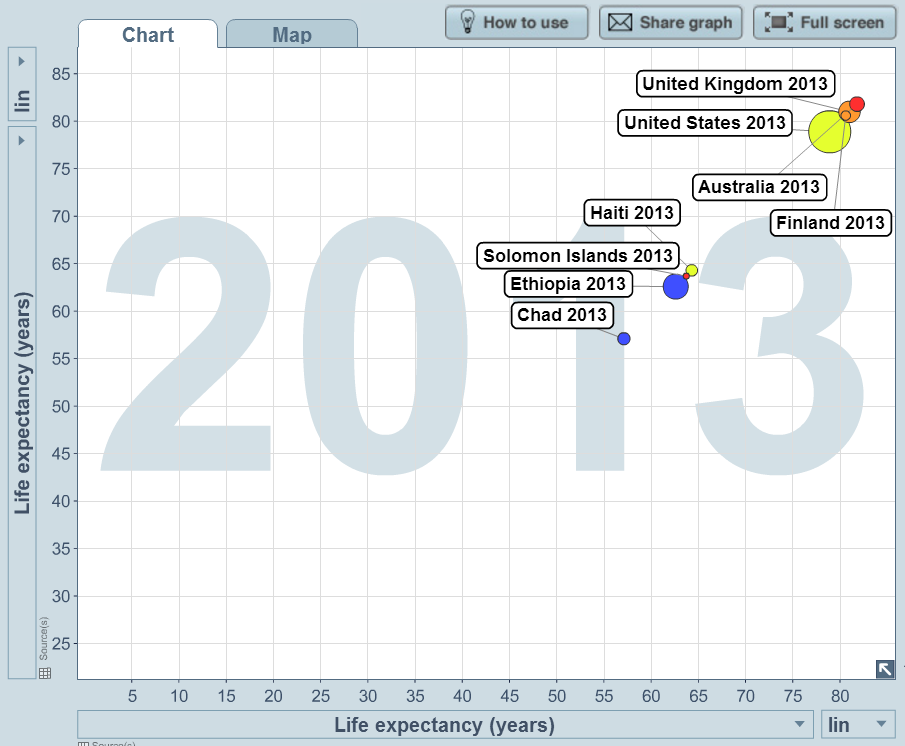 Chart
Map
How to use
Share graph
Full screen
lin
Life expectancy (years)
Source(s)
85
80
75
70
65
60
55
50
45
40
35
30
25
2013
United Kingdom 2013
United States 2013
Australia 2013
Finland 2013
Haiti 2013
Solomon Islands 2013
Ethiopia 2013
Chad 2013
5 10 15 20 25 30 35 40 45 50 55 60 65 70 75 80
Life expectancy (years)
lin
Source(s)